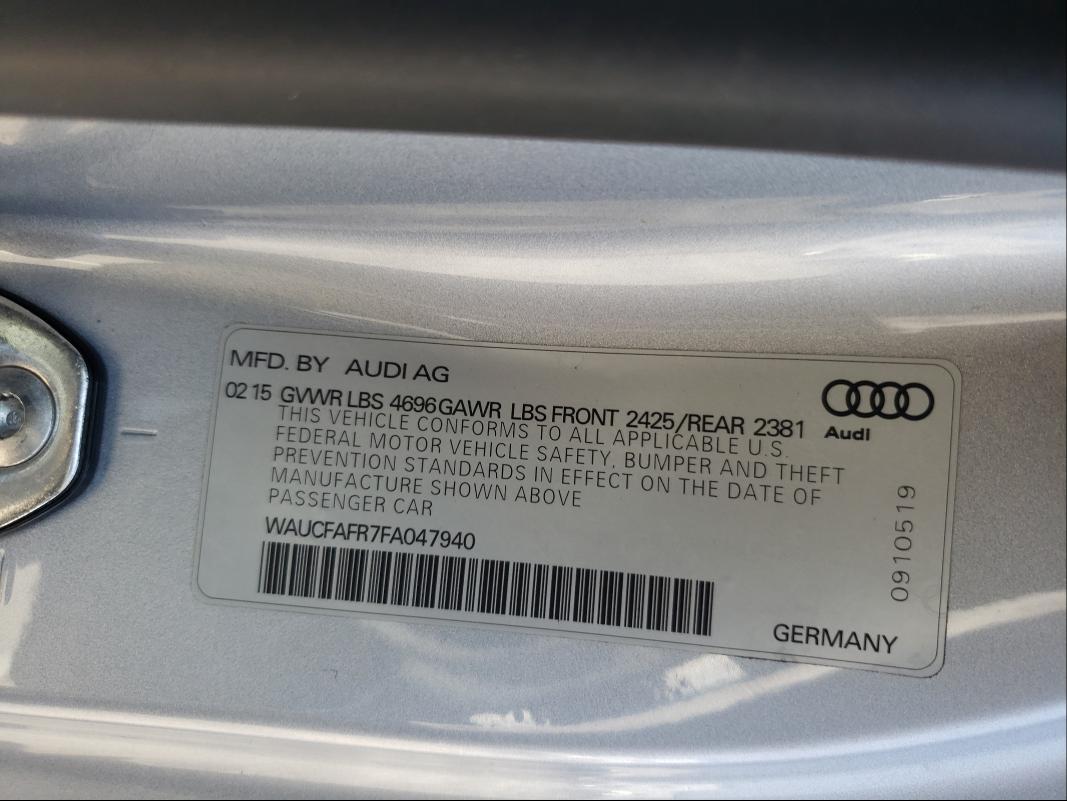 MFD. BY AUDI AG
02 15 GVWR LBS 4696 GAWR LBS FRONT 2425/REAR 2381
THIS VEHICLE CONFORMS TO ALL APPLICABLE U.S.
FEDERAL MOTOR VEHICLE SAFETY, BUMPER AND THEFT
PREVENTION STANDARDS IN EFFECT ON THE DATE OF
MANUFACTURE SHOWN ABOVE
PASSENGER CAR
WAUCFAFR7FA047940
Audi
0910519
GERMANY